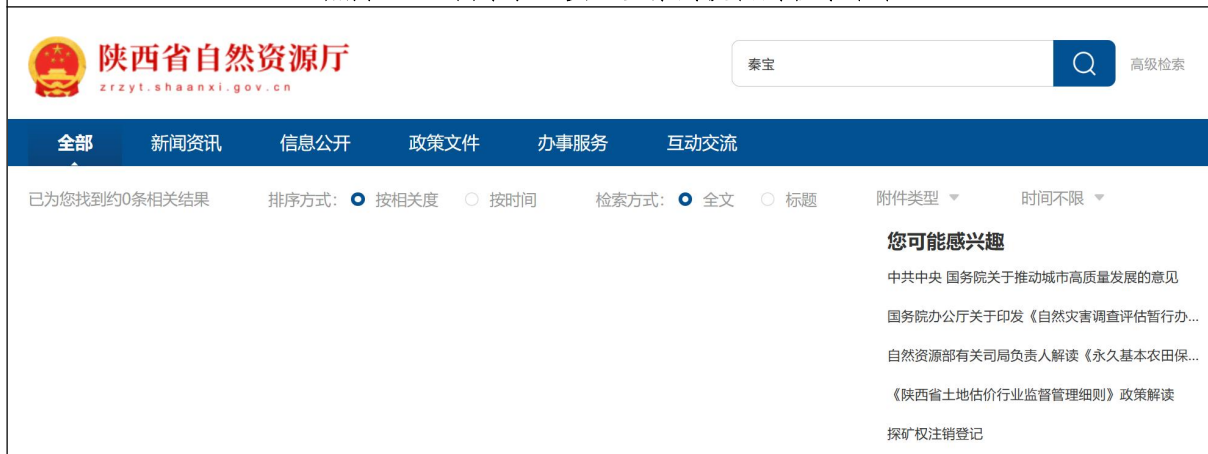 陕西省自然资源厅
zrzyt.shaanxi.gov.cn
秦宝
高级检索
全部 新闻资讯 信息公开 政策文件 办事服务 互动交流
已为您找到约0条相关结果 排序方式: 按相关度 按时间 检索方式: 全文 标题 附件类型 时间不限
您可能感兴趣
中共中央 国务院关于推动城市高质量发展的意见
国务院办公厅关于印发《自然灾害调查评估暂行办...
自然资源部有关司局负责人解读《永久基本农田保...
《陕西省土地估价行业监督管理细则》政策解读
探矿权注销登记